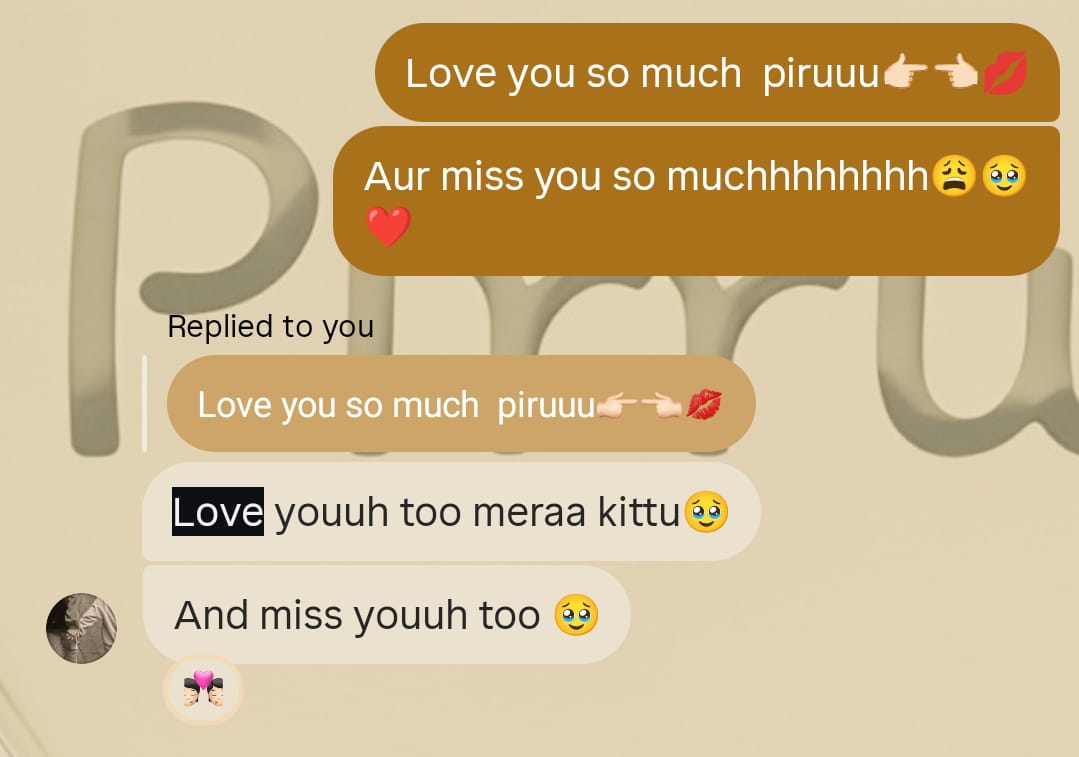 Love you so much  piruuu👉🏻👈🏻💋
Aur miss you so muchhhhhhhh😩🥹
❤️
Replied to you
Love you so much  piruuu👉🏻👈🏻💋
Love youuh too meraa kittu🥹
And miss youuh too 🥹